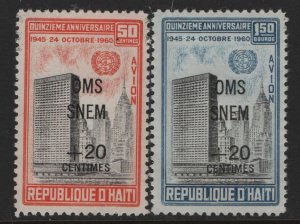 QUINZIEME ANNIVERSAIRE
1945 24 OCTOBRE 1960
50
CENTIMES
AVION
OMS
SNEM
+20
CENTIMES
REPUBLIQUE D'HAITI
QUINZIEME ANNIVERSAIRE
1945-24 OCTOBRE 1960
1.50
GOURDE
AVION
OMS
SNEM
+20
CENTIMES
REPUBLIQUE D'HAITI